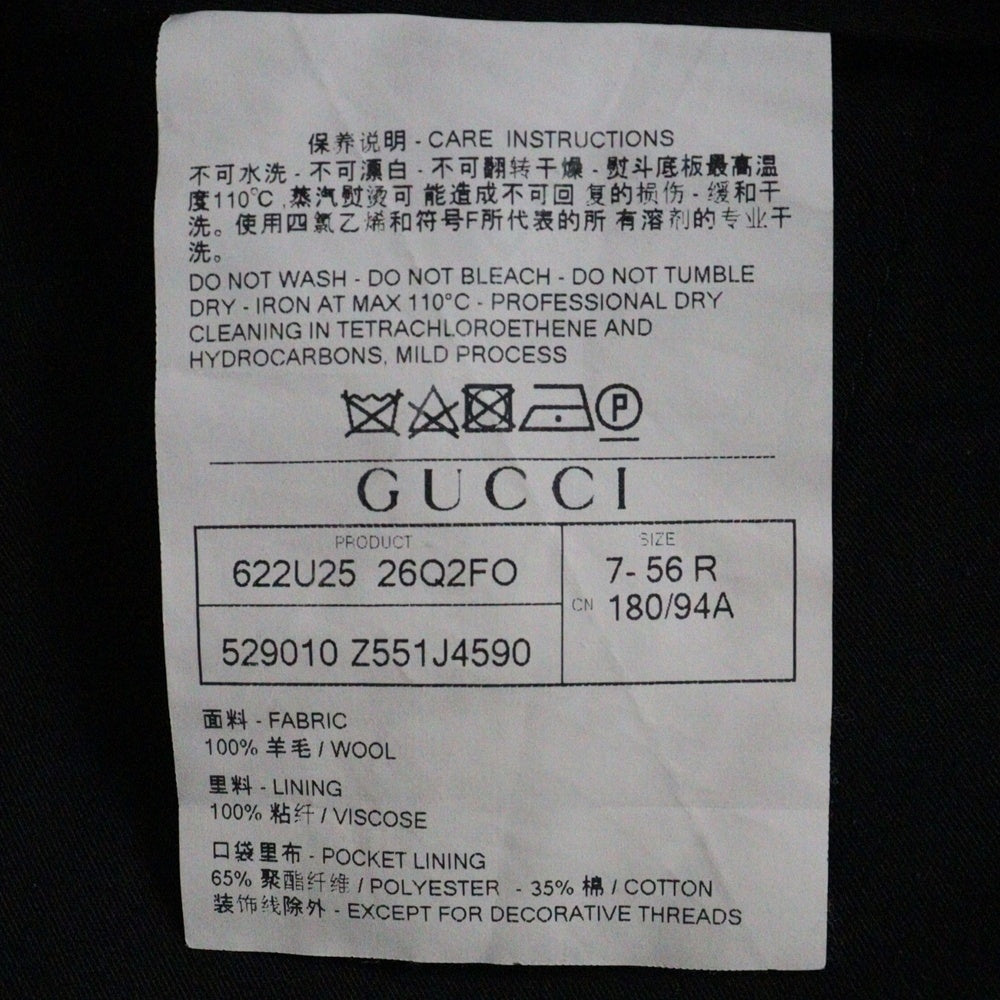 保养说明 - CARE INSTRUCTIONS
不可水洗 - 不可漂白 - 不可翻转干燥 - 熨斗底板最高温
度110°C ,蒸汽熨烫可 能造成不可回 复的损伤 - 缓和干
洗。使用四氯乙烯和符号F所代表的所 有溶剂的专业干
洗。
DO NOT WASH - DO NOT BLEACH - DO NOT TUMBLE
DRY - IRON AT MAX 110°C - PROFESSIONAL DRY
CLEANING IN TETRACHLOROETHENE AND
HYDROCARBONS, MILD PROCESS
P
GUCCI
PRODUCT
622U25 26Q2FO
529010 Z551J4590
SIZE
7- 56 R
CN 180/94A
面料 - FABRIC
100% 羊毛 / WOOL
里料 - LINING
100% 粘纤 / VISCOSE
口袋里布 - POCKET LINING
65% 聚酯纤维 / POLYESTER - 35% 棉 / COTTON
装饰线除外 - EXCEPT FOR DECORATIVE THREADS